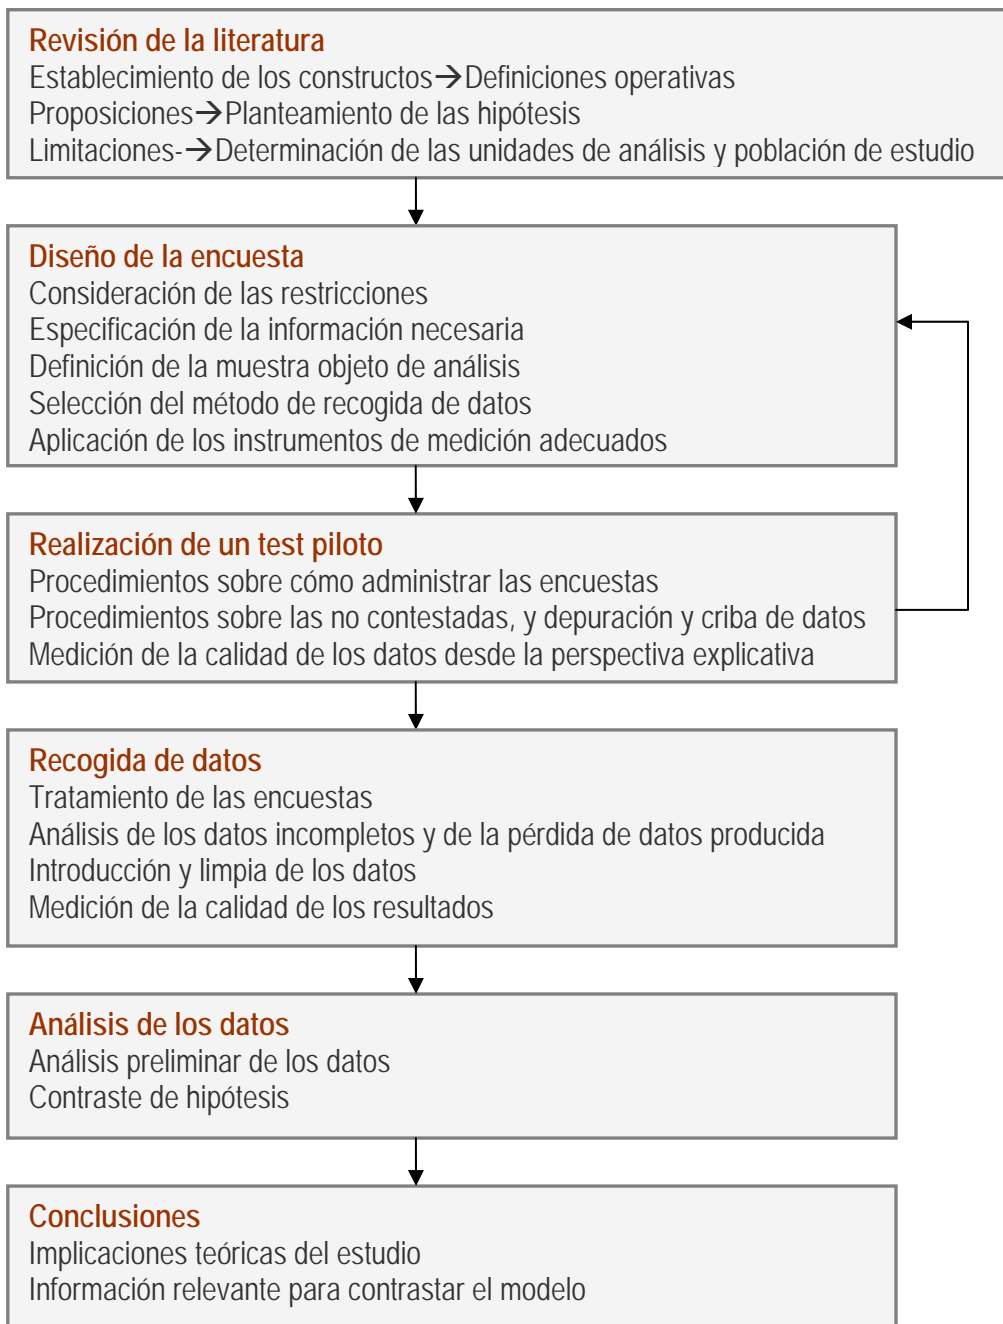 Revisión de la literatura
Establecimiento de los constructos→Definiciones operativas
Proposiciones→Planteamiento de las hipótesis
Limitaciones-→Determinación de las unidades de análisis y población de estudio
Diseño de la encuesta
Consideración de las restricciones
Especificación de la información necesaria
Definición de la muestra objeto de análisis
Selección del método de recogida de datos
Aplicación de los instrumentos de medición adecuados
Realización de un test piloto
Procedimientos sobre cómo administrar las encuestas
Procedimientos sobre las no contestadas, y depuración y criba de datos
Medición de la calidad de los datos desde la perspectiva explicativa
Recogida de datos
Tratamiento de las encuestas
Análisis de los datos incompletos y de la pérdida de datos producida
Introducción y limpia de los datos
Medición de la calidad de los resultados
Análisis de los datos
Análisis preliminar de los datos
Contraste de hipótesis
Conclusiones
Implicaciones teóricas del estudio
Información relevante para contrastar el modelo